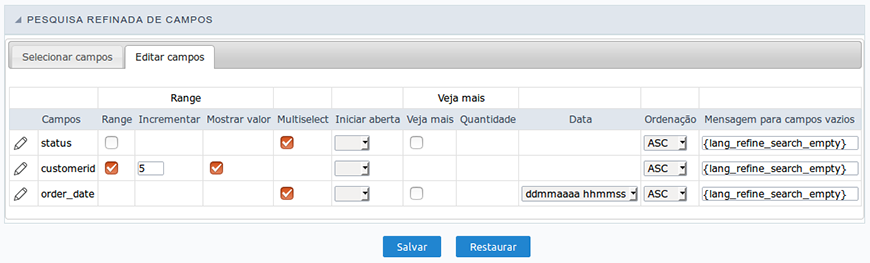 PESQUISA REFINADA DE CAMPOS
Selecionar campos Editar campos
Range Veja mais
Campos Range Incrementar Mostrar valor Multiselect Iniciar aberta Veja mais Quantidade Data Ordenação Mensagem para campos vazios
status ASC {lang_refine_search_empty}
customerid 5 ASC {lang_refine_search_empty}
order_date ddmmaaaa hhmmss ASC {lang_refine_search_empty}
Salvar Restaurar